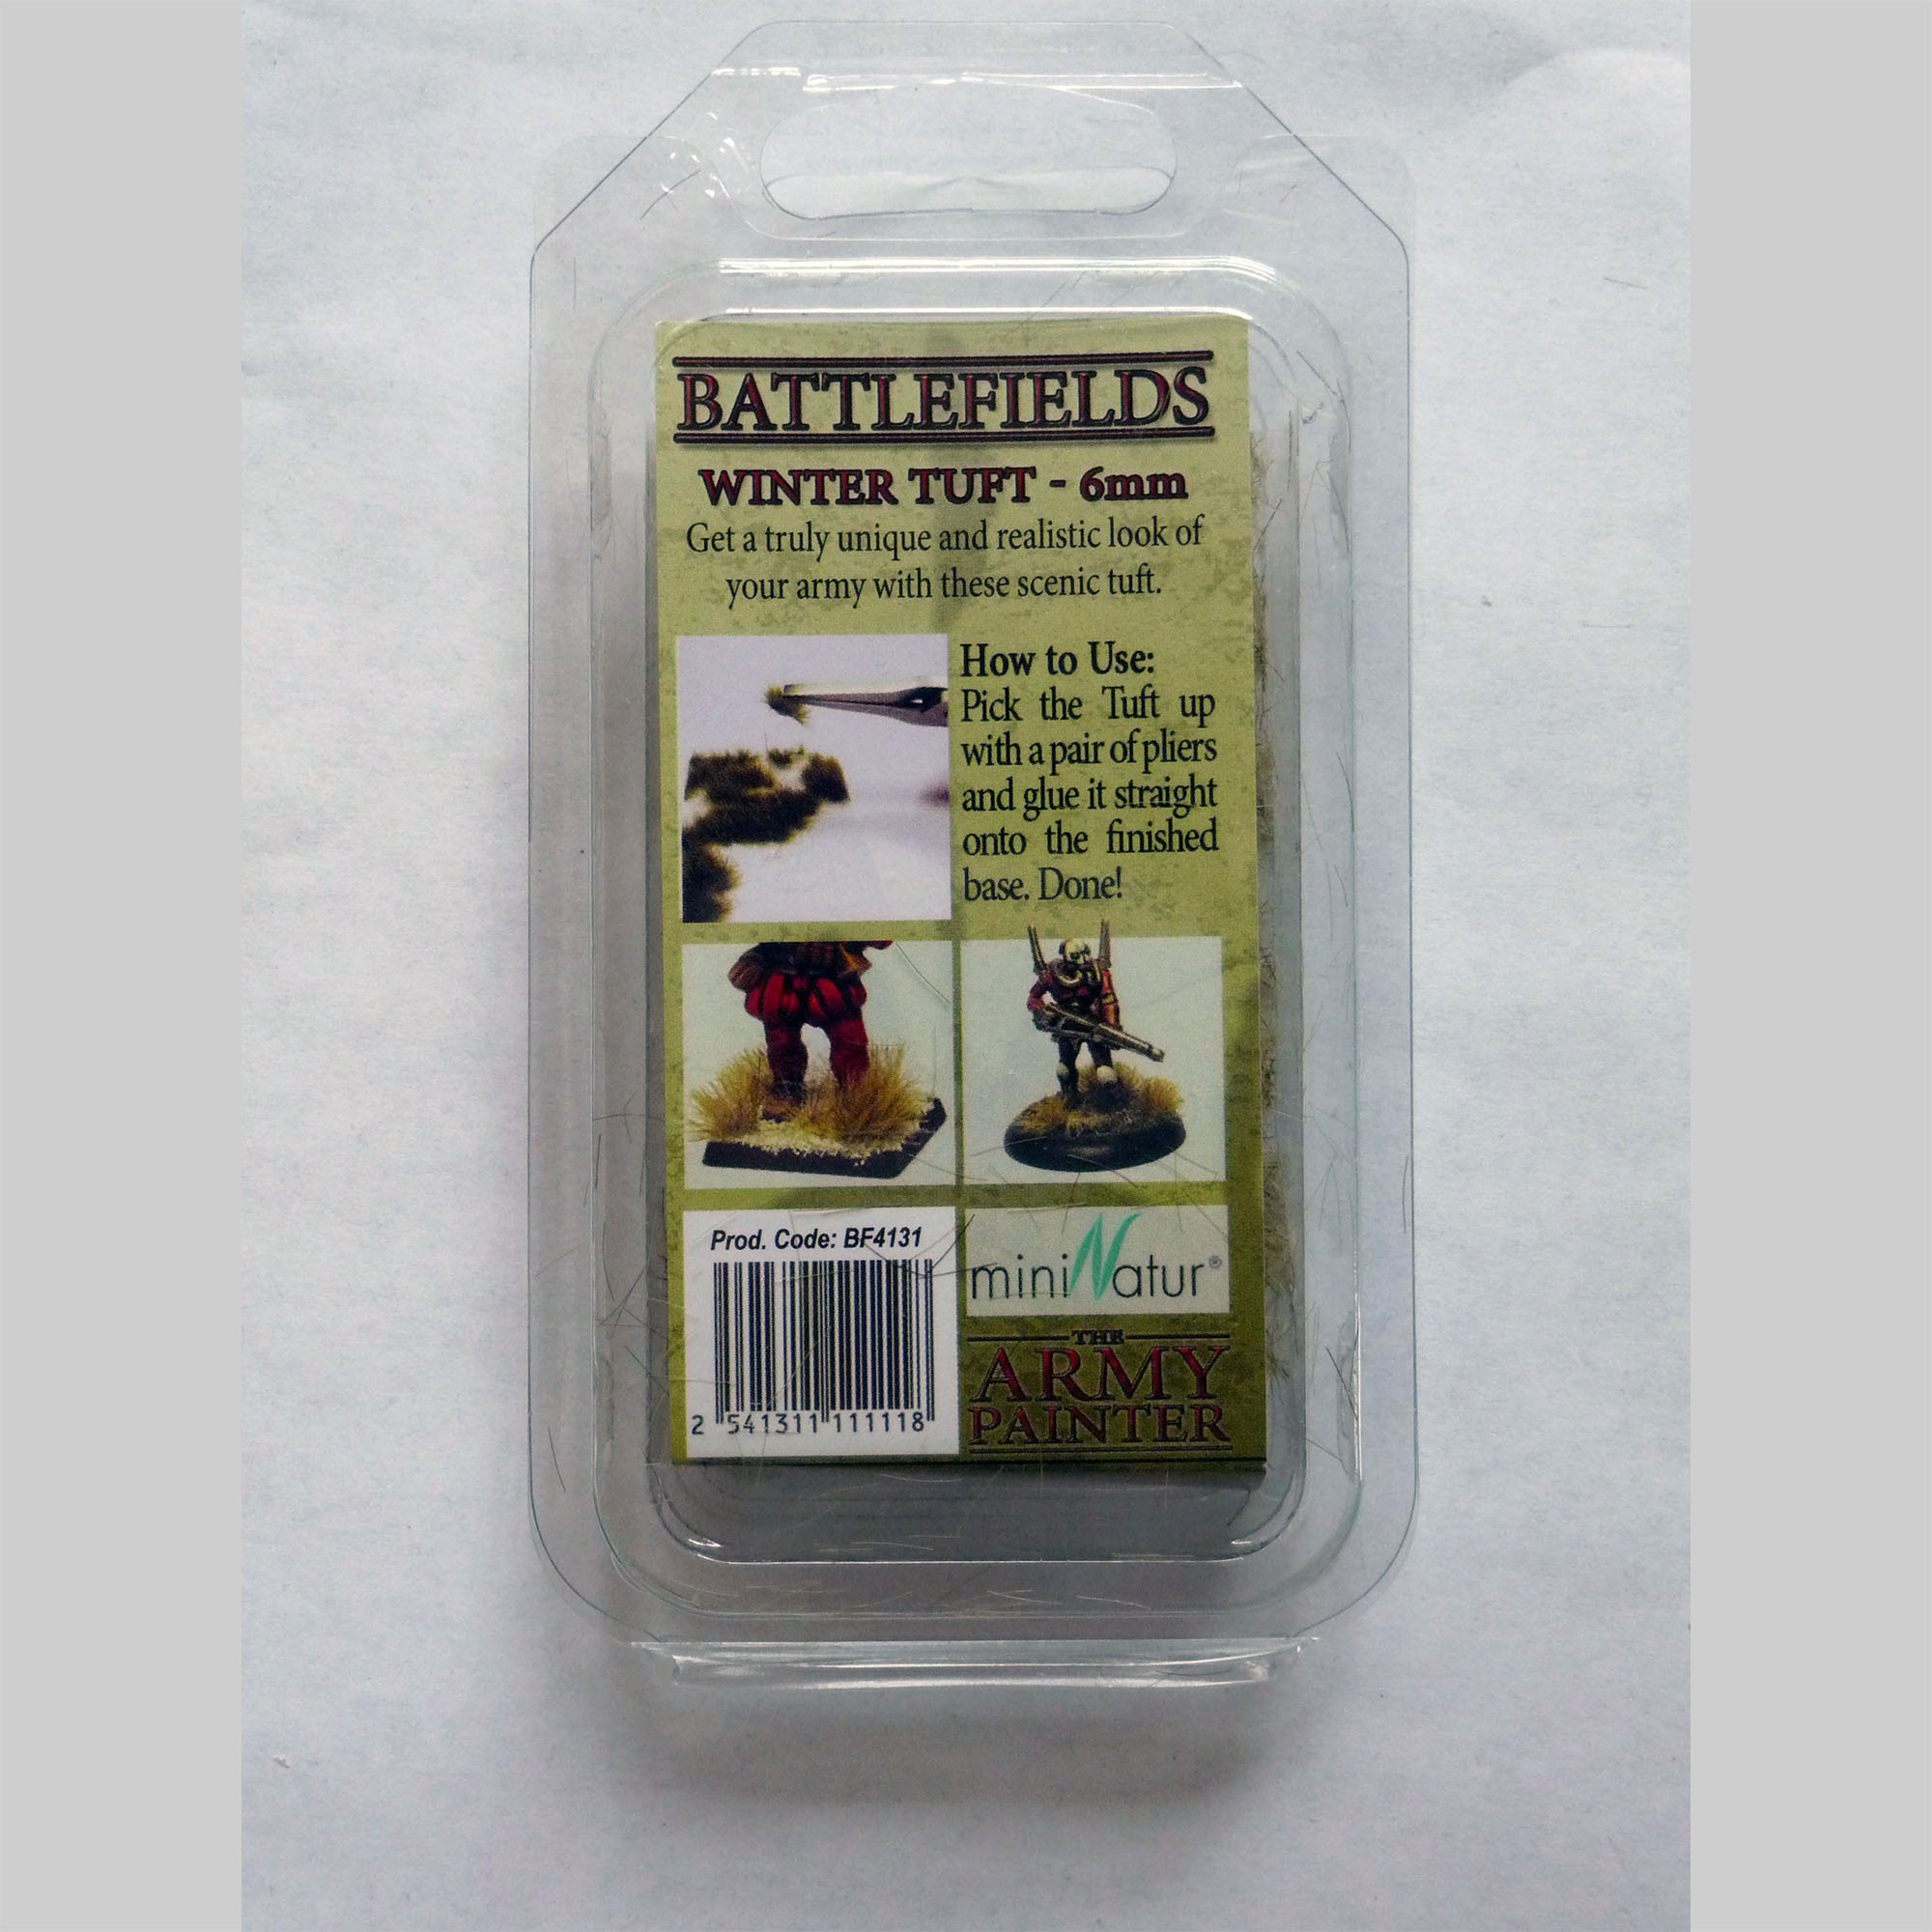 BATTLEFIELDS
WINTER TUFT - 6mm
Get a truly unique and realistic look of
your army with these scenic tuft.
How to Use:
Pick the Tuft up
with a pair of pliers
and glue it straight
onto the finished
base. Done!
Prod. Code: BF4131
2 541311 111118
miniNatur®
THE
ARMY
PAINTER